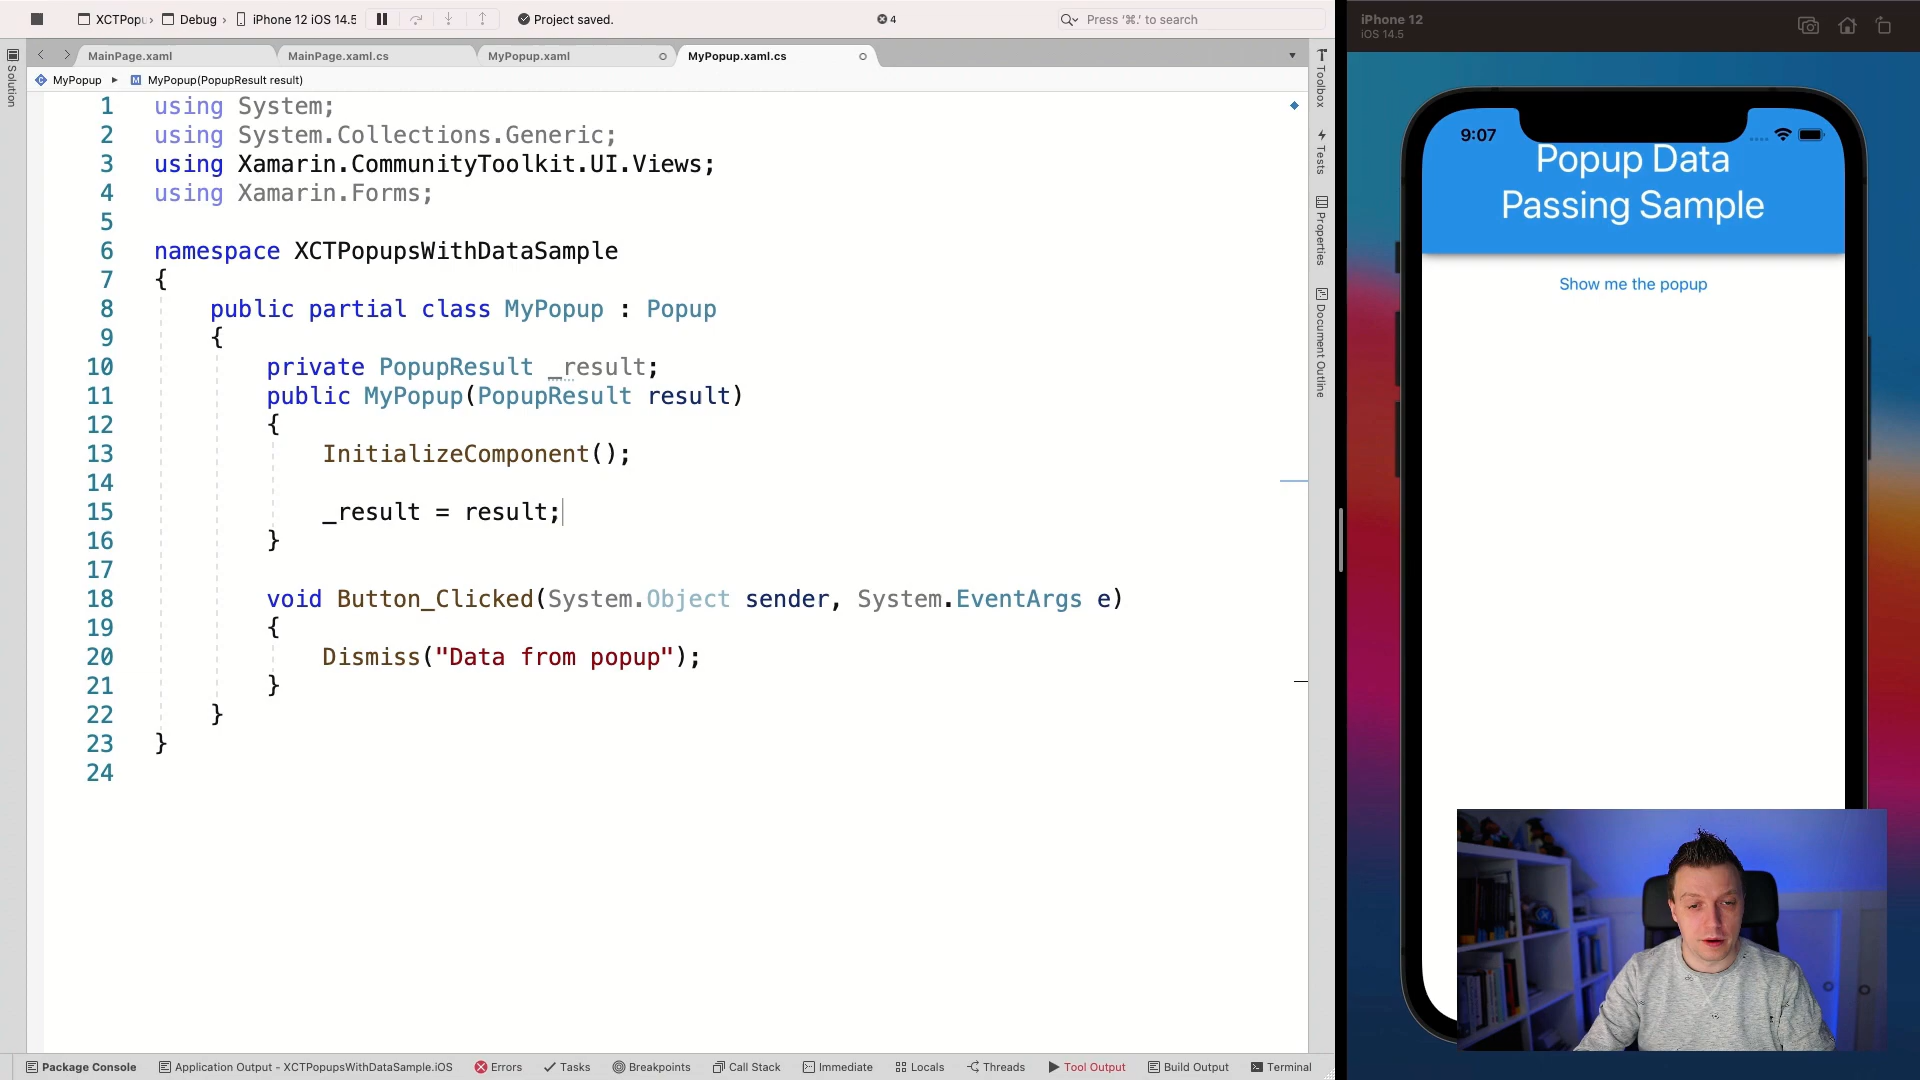 XCTPopu
Debug
iPhone 12 iOS 14.5
Project saved.
4
Press '⌘.' to search
MainPage.xaml
MainPage.xaml.cs
MyPopup.xaml
MyPopup.xaml.cs
MyPopup
MyPopup(PopupResult result)
Solution
1 using System;
2 using System.Collections.Generic;
3 using Xamarin.CommunityToolkit.UI.Views;
4 using Xamarin.Forms;
5
6 namespace XCTPopupsWithDataSample
7 {
8 public partial class MyPopup : Popup
9 {
10 private PopupResult _result;
11 public MyPopup(PopupResult result)
12 {
13 InitializeComponent();
14
15 _result = result;
16 }
17
18 void Button_Clicked(System.Object sender, System.EventArgs e)
19 {
20 Dismiss("Data from popup");
21 }
22 }
23 }
24
Toolbox
Tests
Properties
Document Outline
Package Console
Application Output - XCTPopupsWithDataSample.iOS
Errors
Tasks
Breakpoints
Call Stack
Immediate
Locals
Threads
Tool Output
Build Output
Terminal
iPhone 12
iOS 14.5
9:07
Popup Data
Passing Sample
Show me the popup